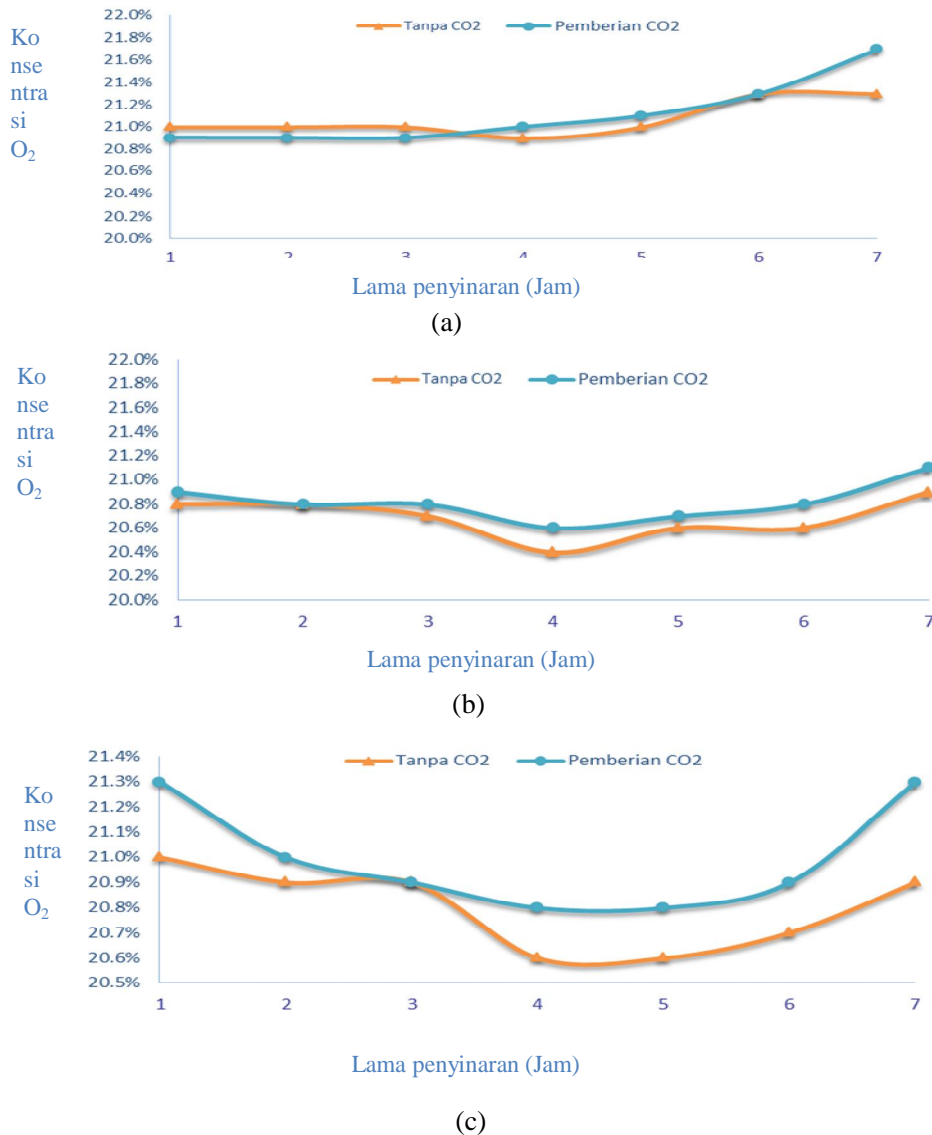 22.0%
Tanpa CO2 Pemberian CO2
21.8%
21.6%
21.4%
21.2%
21.0%
20.8%
20.6%
20.4%
20.2%
20.0%
Ko
nse
ntra
si
O₂
1 2 3 4 5 6 7
Lama penyinaran (Jam)
(a)
22.0%
Tanpa CO2 Pemberian CO2
21.8%
21.6%
21.4%
21.2%
21.0%
20.8%
20.6%
20.4%
20.2%
20.0%
Ko
nse
ntra
si
O₂
1 2 3 4 5 6 7
Lama penyinaran (Jam)
(b)
21.4%
Tanpa CO2 Pemberian CO2
21.3%
21.2%
21.1%
21.0%
20.9%
20.8%
20.7%
20.6%
20.5%
Ko
nse
ntra
si
O₂
1 2 3 4 5 6 7
Lama penyinaran (Jam)
(c)